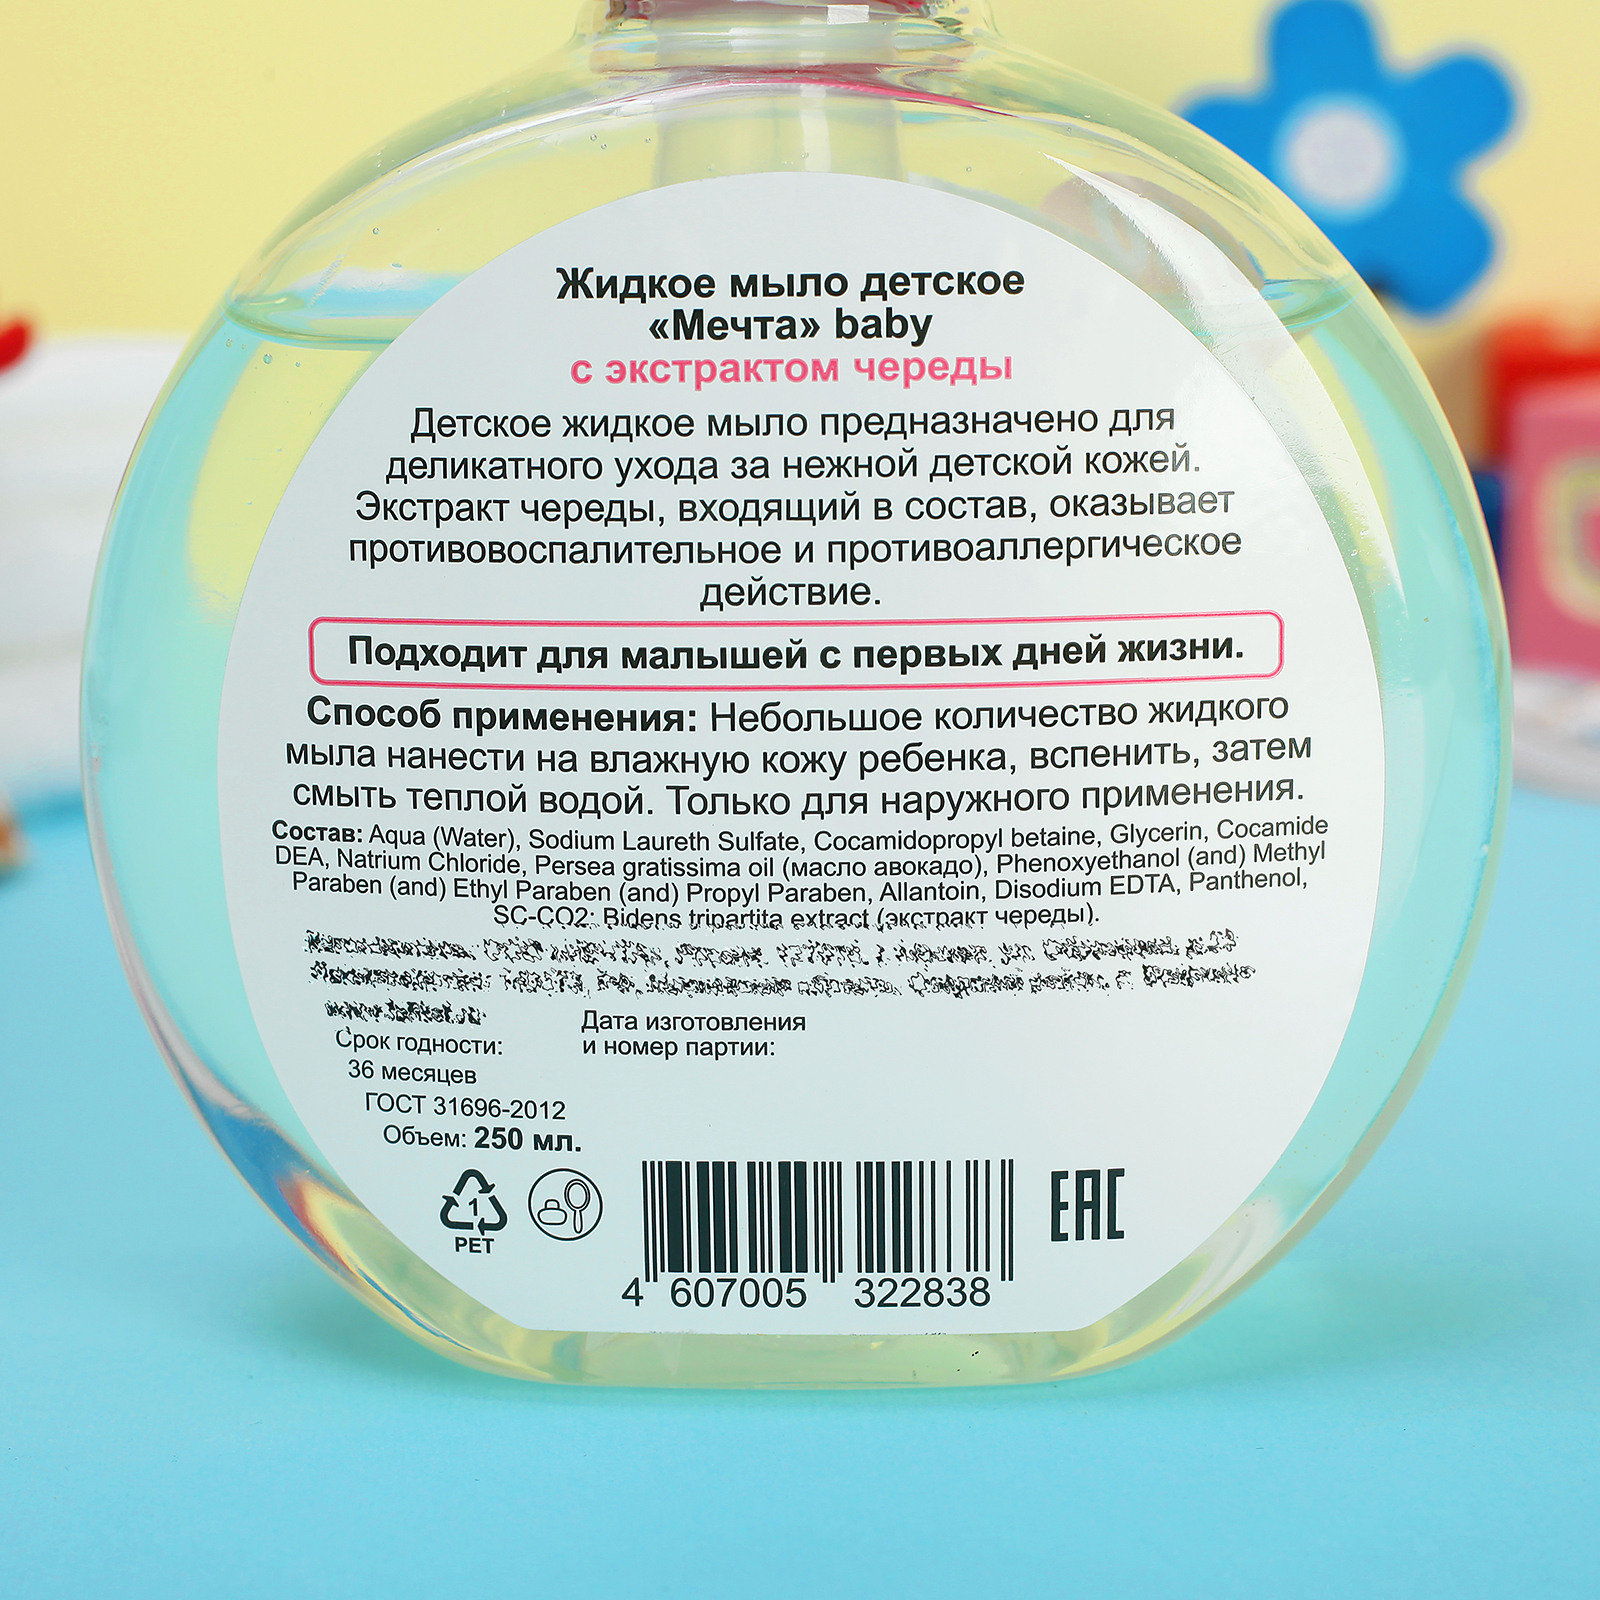 Жидкое мыло детское
«Мечта» baby
с экстрактом череды
Детское жидкое мыло предназначено для
деликатного ухода за нежной детской кожей.
Экстракт череды, входящий в состав, оказывает
противовоспалительное и противоаллергическое
действие.
Подходит для малышей с первых дней жизни.
Способ применения: Небольшое количество жидкого
мыла нанести на влажную кожу ребенка, вспенить, затем
смыть теплой водой. Только для наружного применения.
Состав: Aqua (Water), Sodium Laureth Sulfate, Cocamidopropyl betaine, Glycerin, Cocamide
DEA, Natrium Chloride, Persea gratissima oil (масло авокадо), Phenoxyethanol (and) Methyl
Paraben (and) Ethyl Paraben (and) Propyl Paraben, Allantoin, Disodium EDTA, Panthenol,
SC-CO2: Bidens tripartita extract (экстракт череды).
Дата изготовления
и номер партии:
Срок годности:
36 месяцев
ГОСТ 31696-2012
Объем: 250 мл.
1
PET
EAC
4 607005 322838